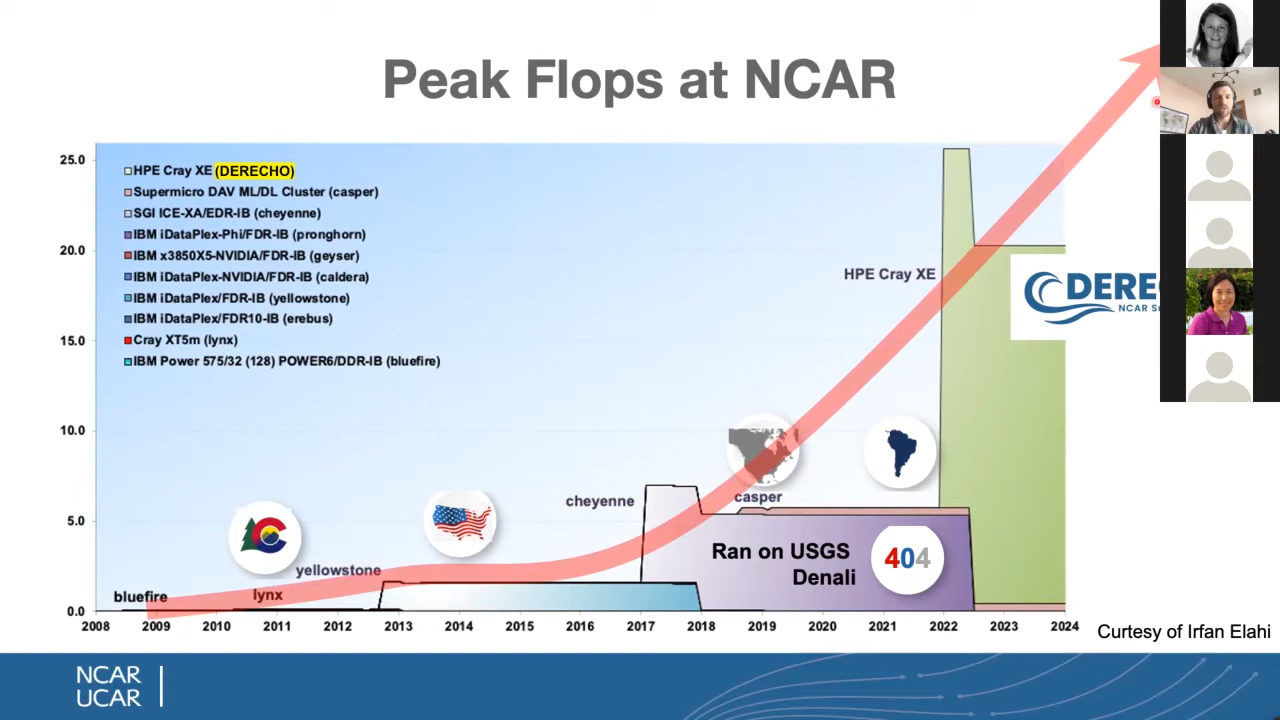 Peak Flops at NCAR
25.0
20.0
15.0
10.0
5.0
0.0
HPE Cray XE (DERECHO)
Supermicro DAV ML/DL Cluster (casper)
SGI ICE-XA/EDR-IB (cheyenne)
IBM iDataPlex-Phi/FDR-IB (pronghorn)
IBM x3850X5-NVIDIA/FDR-IB (geyser)
IBM iDataPlex-NVIDIA/FDR-IB (caldera)
IBM iDataPlex/FDR-IB (yellowstone)
IBM iDataPlex/FDR10-IB (erebus)
Cray XT5m (lynx)
IBM Power 575/32 (128) POWER6/DDR-IB (bluefire)
HPE Cray XE
DERE
NCAR S
cheyenne
casper
Ran on USGS
Denali
404
yellowstone
bluefire
lynx
2008 2009 2010 2011 2012 2013 2014 2015 2016 2017 2018 2019 2020 2021 2022 2023 2024
Curtesy of Irfan Elahi
NCAR
UCAR